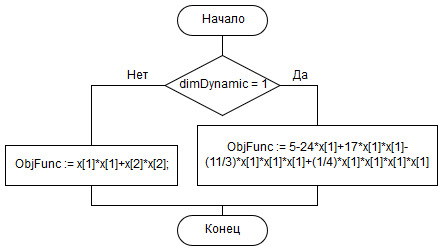 Начало
dimDynamic = 1
Нет
Да
ObjFunc := x[1]*x[1]+x[2]*x[2];
ObjFunc := 5-24*x[1]+17*x[1]*x[1]-
(11/3)*x[1]*x[1]*x[1]+(1/4)*x[1]*x[1]*x[1]*x[1]
Конец